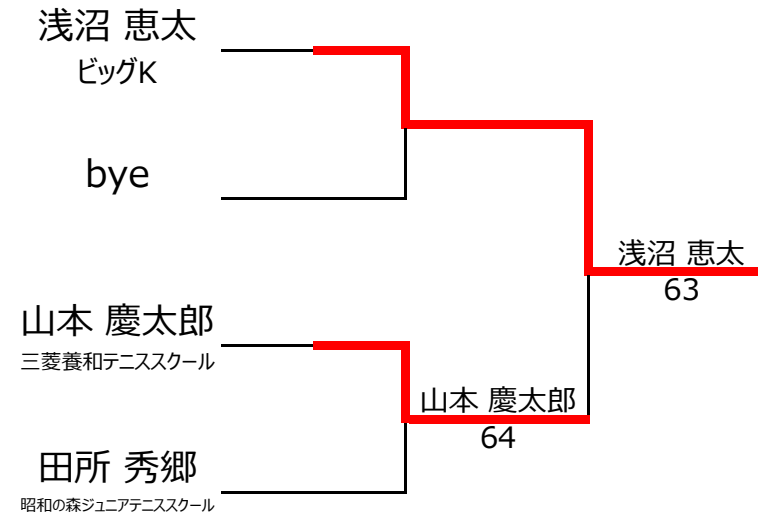 浅沼 恵太
ビッグK
bye
浅沼 恵太
63
山本 慶太郎
三菱養和テニススクール
山本 慶太郎
64
田所 秀郷
昭和の森ジュニアテニススクール